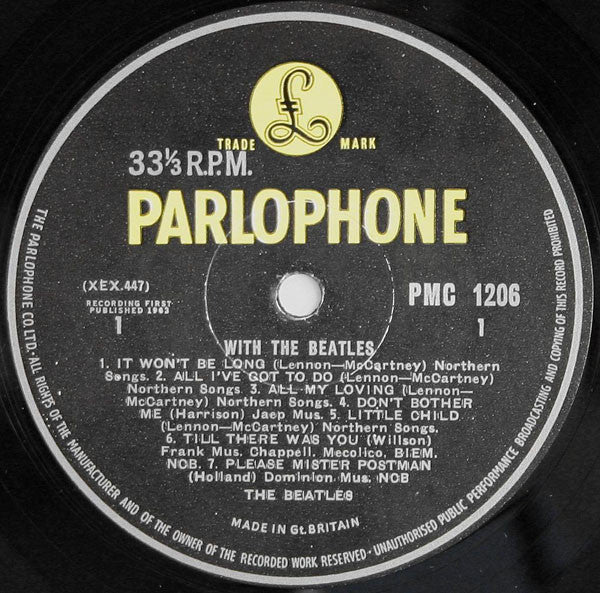 £
TRADE MARK
33⅓ R.P.M.
PARLOPHONE
(XEX.447)
PMC 1206
RECORDING FIRST
PUBLISHED 1963
1
1
WITH THE BEATLES
1. IT WON'T BE LONG (Lennon—McCartney) Northern
Songs. 2. ALL I'VE GOT TO DO (Lennon—McCartney)
Northern Songs 3. ALL MY LOVING (Lennon—
McCartney) Northern Songs. 4. DON'T BOTHER
ME (Harrison) Jaep Mus. 5. LITTLE CHILD
(Lennon—McCartney) Northern Songs.
6. TILL THERE WAS YOU (Willson)
Frank Mus. Chappell. Mecolico, BIEM.
NOB. 7. PLEASE MISTER POSTMAN
(Holland) Dominion Mus. NOB
THE BEATLES
MADE IN Gt. BRITAIN
THE PARLOPHONE CO. LTD.·ALL RIGHTS OF THE MANUFACTURER AND OF THE OWNER OF THE RECORDED WORK RESERVED·UNAUTHORISED PUBLIC PERFORMANCE BROADCASTING AND COPYING OF THIS RECORD PROHIBITED